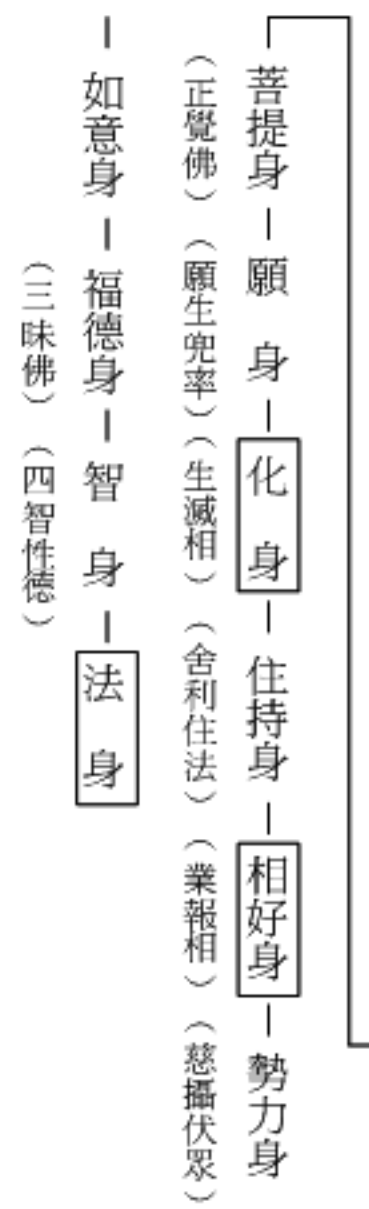 菩提身 — 願身 — 化身 — 住持身 — 相好身 — 勢力身
（正覺佛）（願生兜率）（生滅相）（舍利住法）（業報相）（慈攝伏眾）
— 如意身 — 福德身 — 智身 — 法身
（三昧佛）（四智性德）